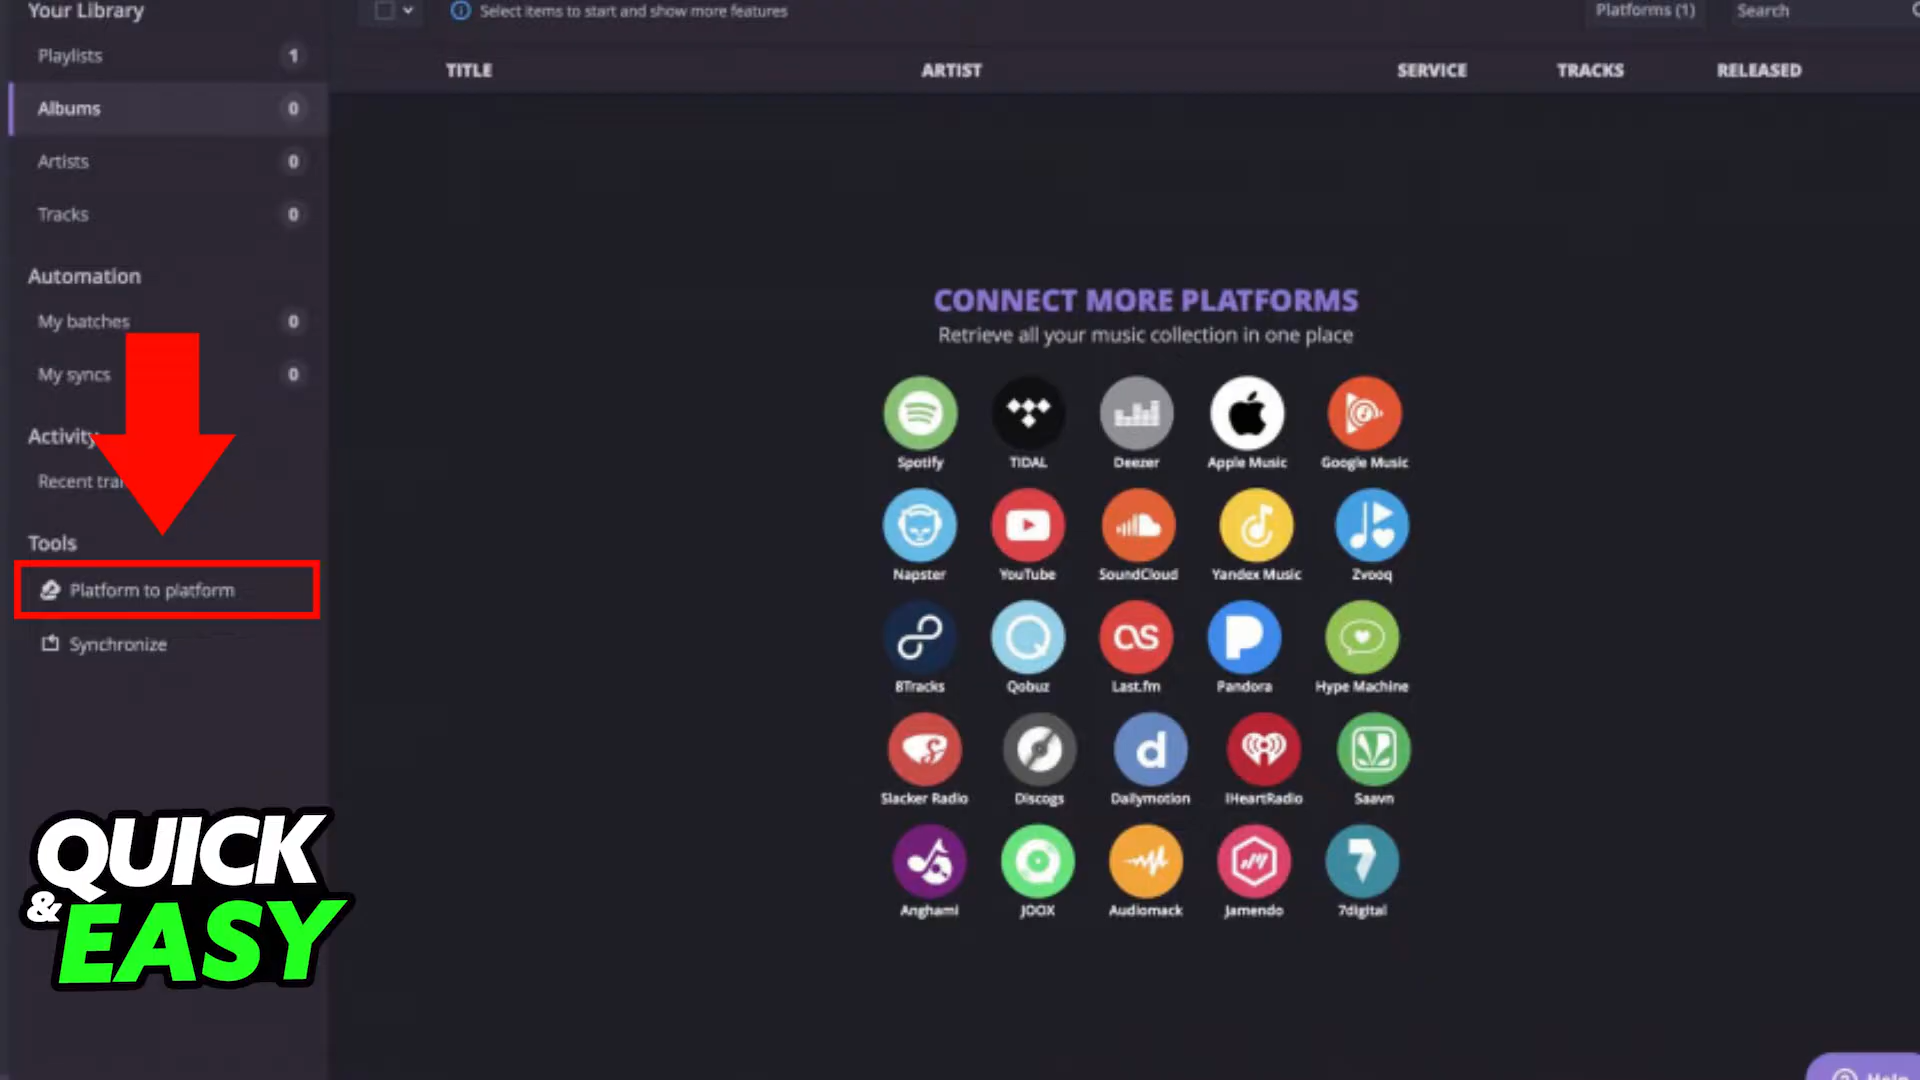 Your Library
Playlists 1
Albums 0
Artists 0
Tracks 0
Automation
My batches 0
My syncs 0
Activity
Recent
Tools
Platform to platform
Synchronize
QUICK
& EASY
Select items to start and show more features
Platforms (1)
Search
TITLE ARTIST SERVICE TRACKS RELEASED
CONNECT MORE PLATFORMS
Retrieve all your music collection in one place
Spotify TIDAL Deezer Apple Music Google Music
Napster YouTube SoundCloud Yandex Music Zvooq
8Tracks Qobuz Last.fm Pandora Hype Machine
Slacker Radio Discogs Dailymotion iHeartRadio Saavn
Anghami JOOX Audiomack Jamendo 7digital
Help